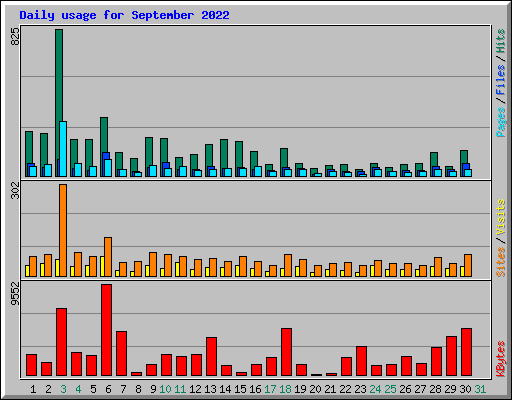 Daily usage for September 2022
825
Pages / Files / Hits
302
Sites / Visits
9552
KBytes
1 2 3 4 5 6 7 8 9 10 11 12 13 14 15 16 17 18 19 20 21 22 23 24 25 26 27 28 29 30 31